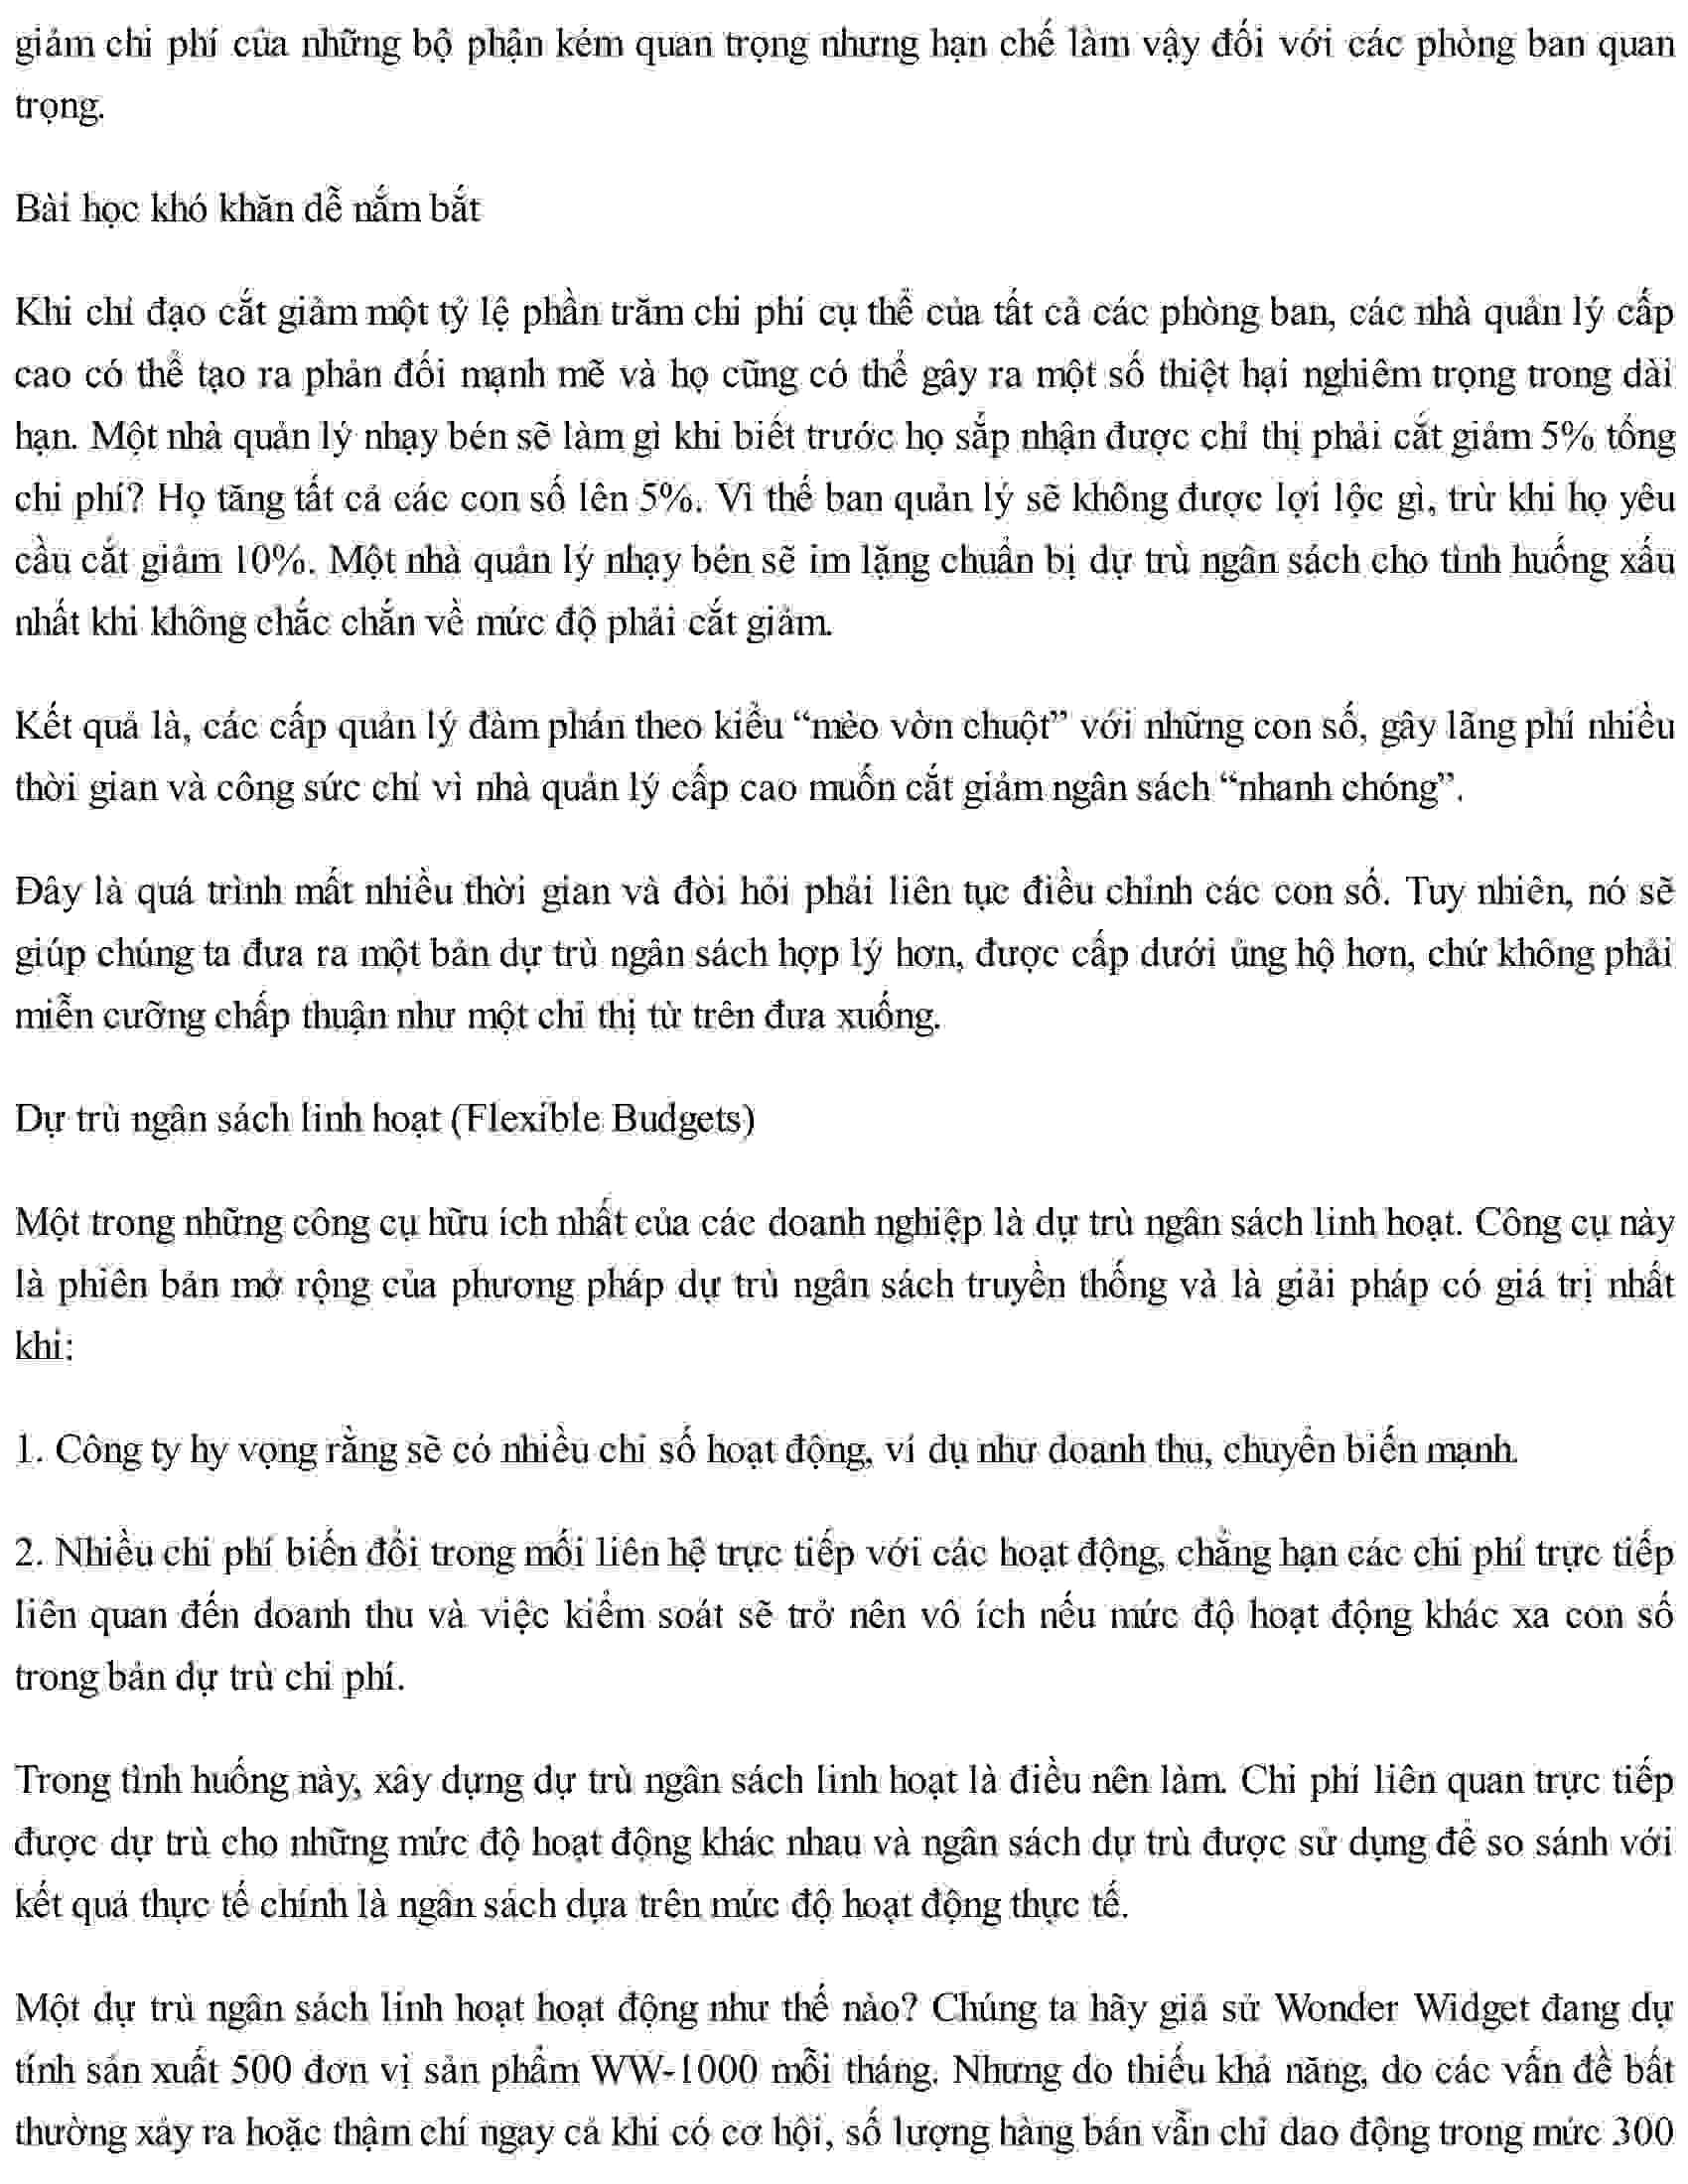 giảm chi phí của những bộ phận kém quan trọng nhưng hạn chế làm vậy đối với các phòng ban quan
trọng.
Bài học khó khăn dễ nắm bắt
Khi chỉ đạo cắt giảm một tỷ lệ phần trăm chi phí cụ thể của tất cả các phòng ban, các nhà quản lý cấp
cao có thể tạo ra phản đối mạnh mẽ và họ cũng có thể gây ra một số thiệt hại nghiêm trọng trong dài
hạn. Một nhà quản lý nhạy bén sẽ làm gì khi biết trước họ sắp nhận được chỉ thị phải cắt giảm 5% tổng
chi phí? Họ tăng tất cả các con số lên 5%. Vì thế ban quản lý sẽ không được lợi lộc gì, trừ khi họ yêu
cầu cắt giảm 10%. Một nhà quản lý nhạy bén sẽ im lặng chuẩn bị dự trù ngân sách cho tình huống xấu
nhất khi không chắc chắn về mức độ phải cắt giảm.
Kết quả là, các cấp quản lý đàm phán theo kiểu “mèo vờn chuột” với những con số, gây lãng phí nhiều
thời gian và công sức chỉ vì nhà quản lý cấp cao muốn cắt giảm ngân sách “nhanh chóng”.
Đây là quá trình mất nhiều thời gian và đòi hỏi phải liên tục điều chỉnh các con số. Tuy nhiên, nó sẽ
giúp chúng ta đưa ra một bản dự trù ngân sách hợp lý hơn, được cấp dưới ủng hộ hơn, chứ không phải
miễn cưỡng chấp thuận như một chỉ thị từ trên đưa xuống.
Dự trù ngân sách linh hoạt (Flexible Budgets)
Một trong những công cụ hữu ích nhất của các doanh nghiệp là dự trù ngân sách linh hoạt. Công cụ này
là phiên bản mở rộng của phương pháp dự trù ngân sách truyền thống và là giải pháp có giá trị nhất
khi:
1. Công ty hy vọng rằng sẽ có nhiều chỉ số hoạt động, ví dụ như doanh thu, chuyển biến mạnh.
2. Nhiều chi phí biến đổi trong mối liên hệ trực tiếp với các hoạt động, chẳng hạn các chi phí trực tiếp
liên quan đến doanh thu và việc kiểm soát sẽ trở nên vô ích nếu mức độ hoạt động khác xa con số
trong bản dự trù chi phí.
Trong tình huống này, xây dựng dự trù ngân sách linh hoạt là điều nên làm. Chi phí liên quan trực tiếp
được dự trù cho những mức độ hoạt động khác nhau và ngân sách dự trù được sử dụng để so sánh với
kết quả thực tế chính là ngân sách dựa trên mức độ hoạt động thực tế.
Một dự trù ngân sách linh hoạt hoạt động như thế nào? Chúng ta hãy giả sử Wonder Widget đang dự
tính sản xuất 500 đơn vị sản phẩm WW-1000 mỗi tháng. Nhưng do thiếu khả năng, do các vấn đề bất
thường xảy ra hoặc thậm chí ngay cả khi có cơ hội, số lượng hàng bán vẫn chỉ dao động trong mức 300